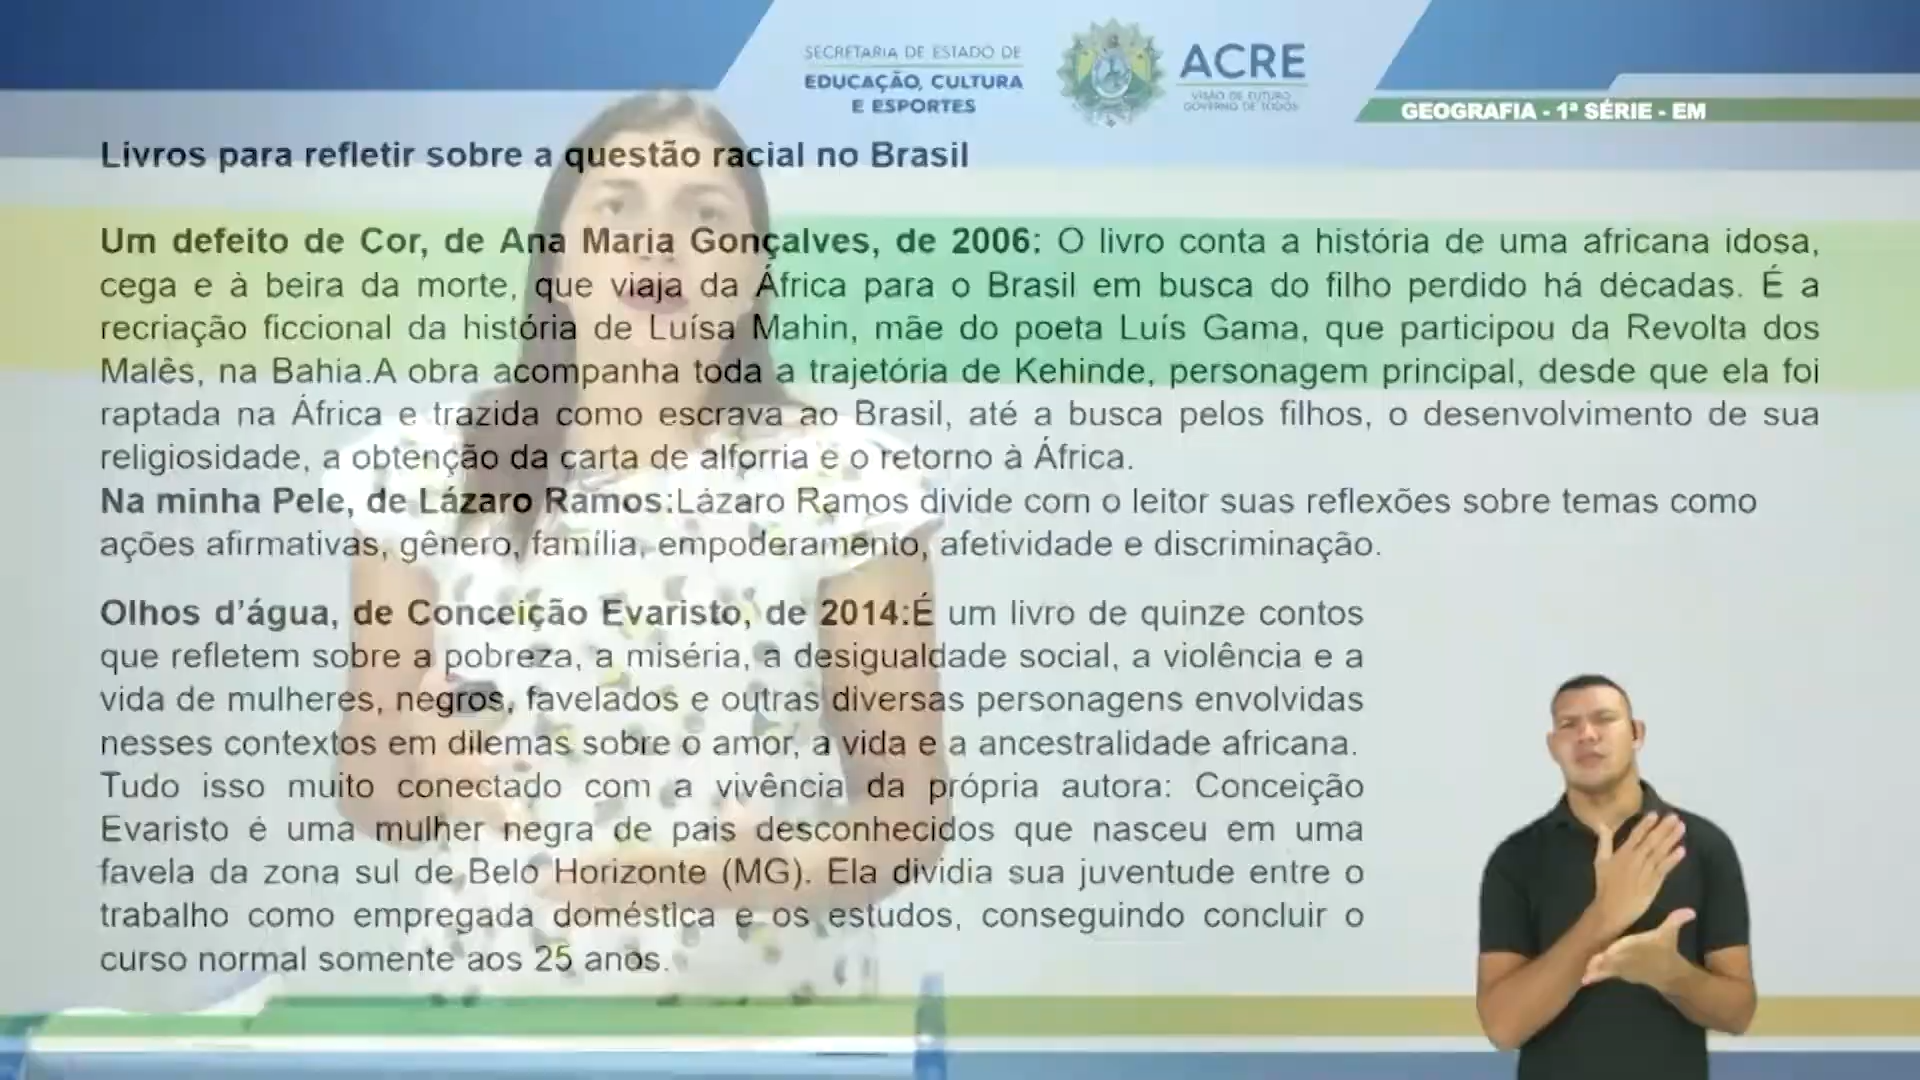 SECRETARIA DE ESTADO DE
EDUCAÇÃO, CULTURA
E ESPORTES
ACRE
VISÃO DE FUTURO
GOVERNO DE TODOS
GEOGRAFIA - 1ª SÉRIE - EM
Livros para refletir sobre a questão racial no Brasil
Um defeito de Cor, de Ana Maria Gonçalves, de 2006: O livro conta a história de uma africana idosa,
cega e à beira da morte, que viaja da África para o Brasil em busca do filho perdido há décadas. É a
recriação ficcional da história de Luísa Mahin, mãe do poeta Luís Gama, que participou da Revolta dos
Malês, na Bahia.A obra acompanha toda a trajetória de Kehinde, personagem principal, desde que ela foi
raptada na África e trazida como escrava ao Brasil, até a busca pelos filhos, o desenvolvimento de sua
religiosidade, a obtenção da carta de alforria e o retorno à África.
Na minha Pele, de Lázaro Ramos:Lázaro Ramos divide com o leitor suas reflexões sobre temas como
ações afirmativas, gênero, família, empoderamento, afetividade e discriminação.
Olhos d’água, de Conceição Evaristo, de 2014:É um livro de quinze contos
que refletem sobre a pobreza, a miséria, a desigualdade social, a violência e a
vida de mulheres, negros, favelados e outras diversas personagens envolvidas
nesses contextos em dilemas sobre o amor, a vida e a ancestralidade africana.
Tudo isso muito conectado com a vivência da própria autora: Conceição
Evaristo é uma mulher negra de pais desconhecidos que nasceu em uma
favela da zona sul de Belo Horizonte (MG). Ela dividia sua juventude entre o
trabalho como empregada doméstica e os estudos, conseguindo concluir o
curso normal somente aos 25 anos.